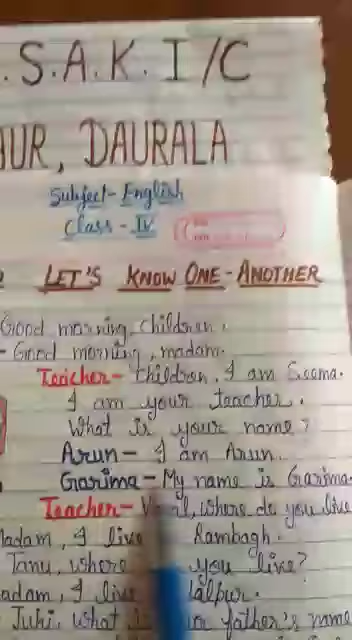 .S.A.K. I/C
UR, DAURALA
Subject- English
Class - IV
LET'S KNOW ONE-ANOTHER
Good morning, children.
- Good morning, madam.
Teacher- Children, I am Seema.
I am your teacher.
What is your name?
Arun- I am Arun.
Garima- My name is Garima.
Teacher- where do you live
adam, I live Rambagh.
Tanu, where you live?
adam, I live lalpur.
Juhi, what father's name